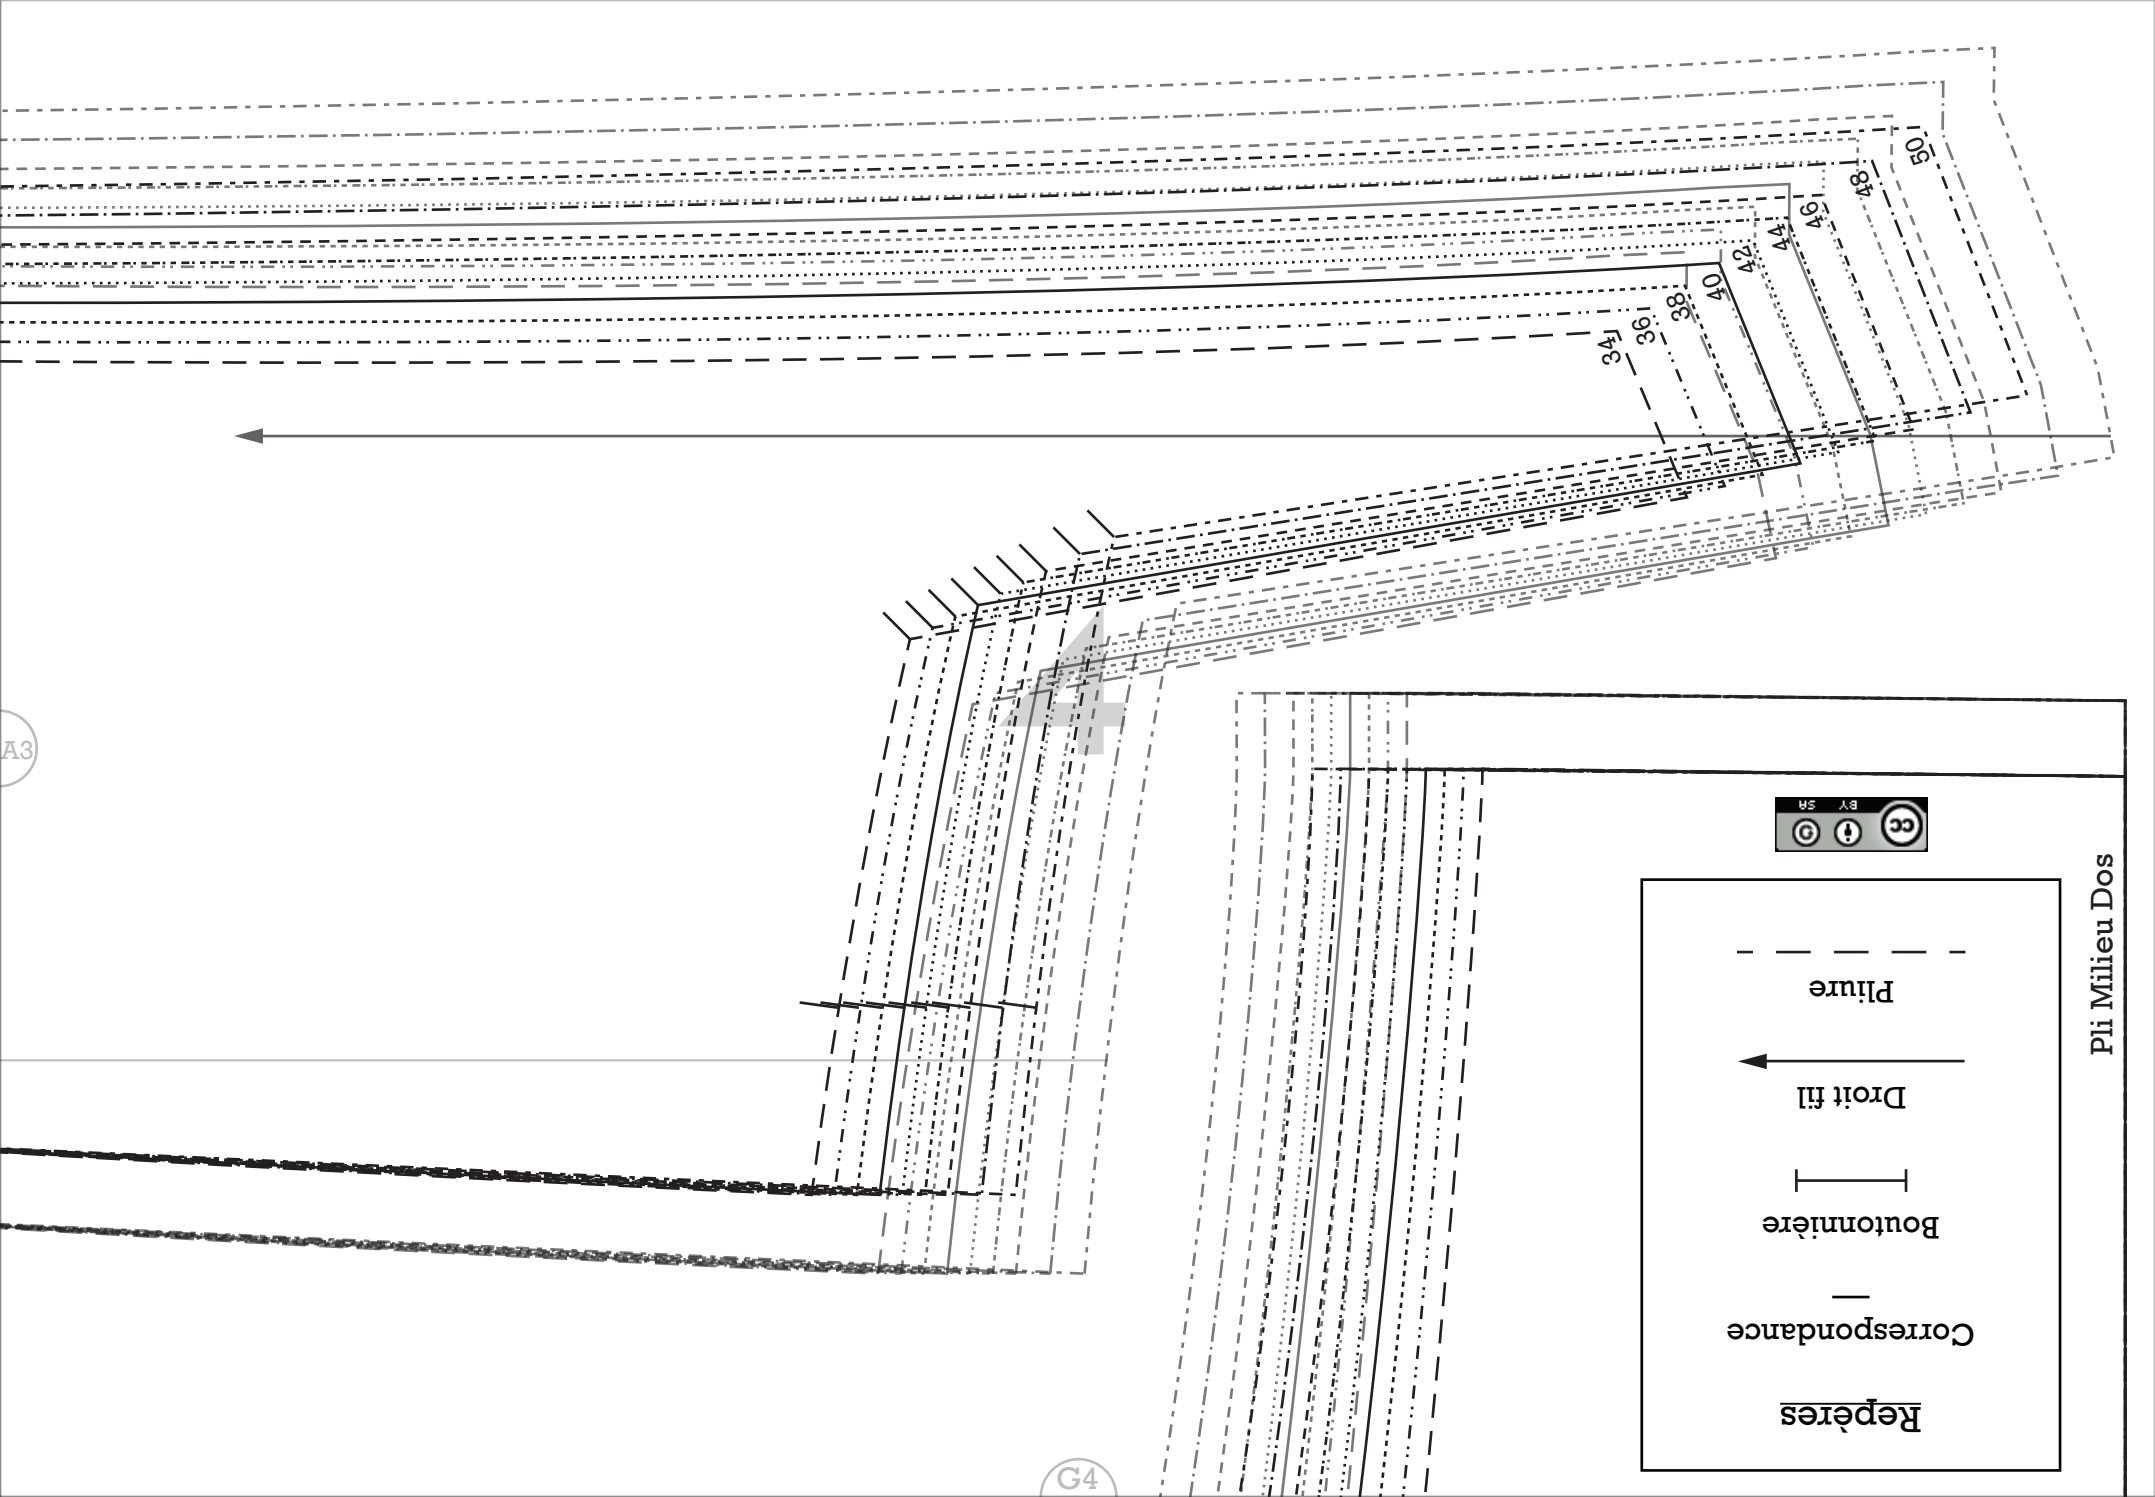 50
48
46
44
42
40
38
36
34
4
A3
CC BY SA
Pli Milieu Dos
Repères
Correspondance
Boutonnière
Droit fil
Pliure
G4